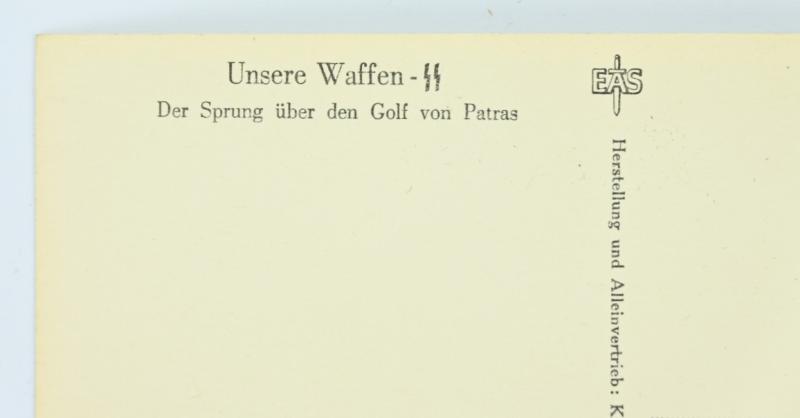 Unsere Waffen-ᛋᛋ
Der Sprung über den Golf von Patras
EAS
Herstellung und Alleinvertrieb: K